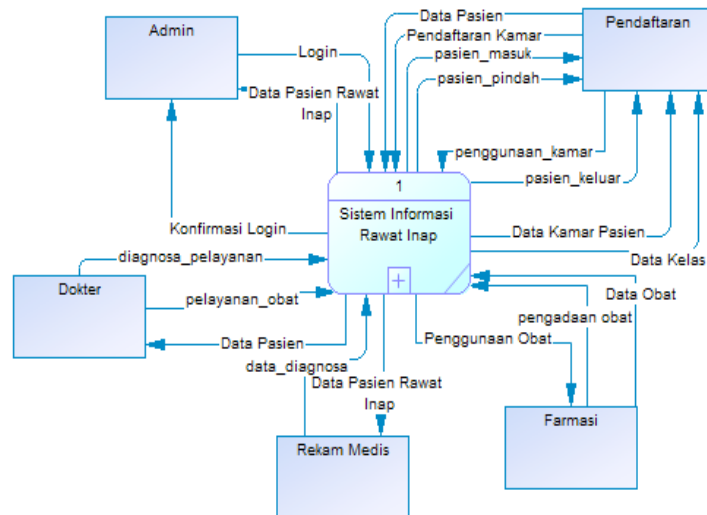 Data Pasien
Admin
Pendaftaran
Pendaftaran Kamar
Login
pasien_masuk
pasien_pindah
Data Pasien Rawat
Inap
penggunaan_kamar
pasien_keluar
1
Sistem Informasi
Rawat Inap
Konfirmasi Login
Data Kamar Pasien
diagnosa_pelayanan
Data Kelas
Dokter
Data Obat
pelayanan_obat
pengadaan obat
Data Pasien
Penggunaan Obat
data_diagnosa
Data Pasien Rawat
Inap
Farmasi
Rekam Medis